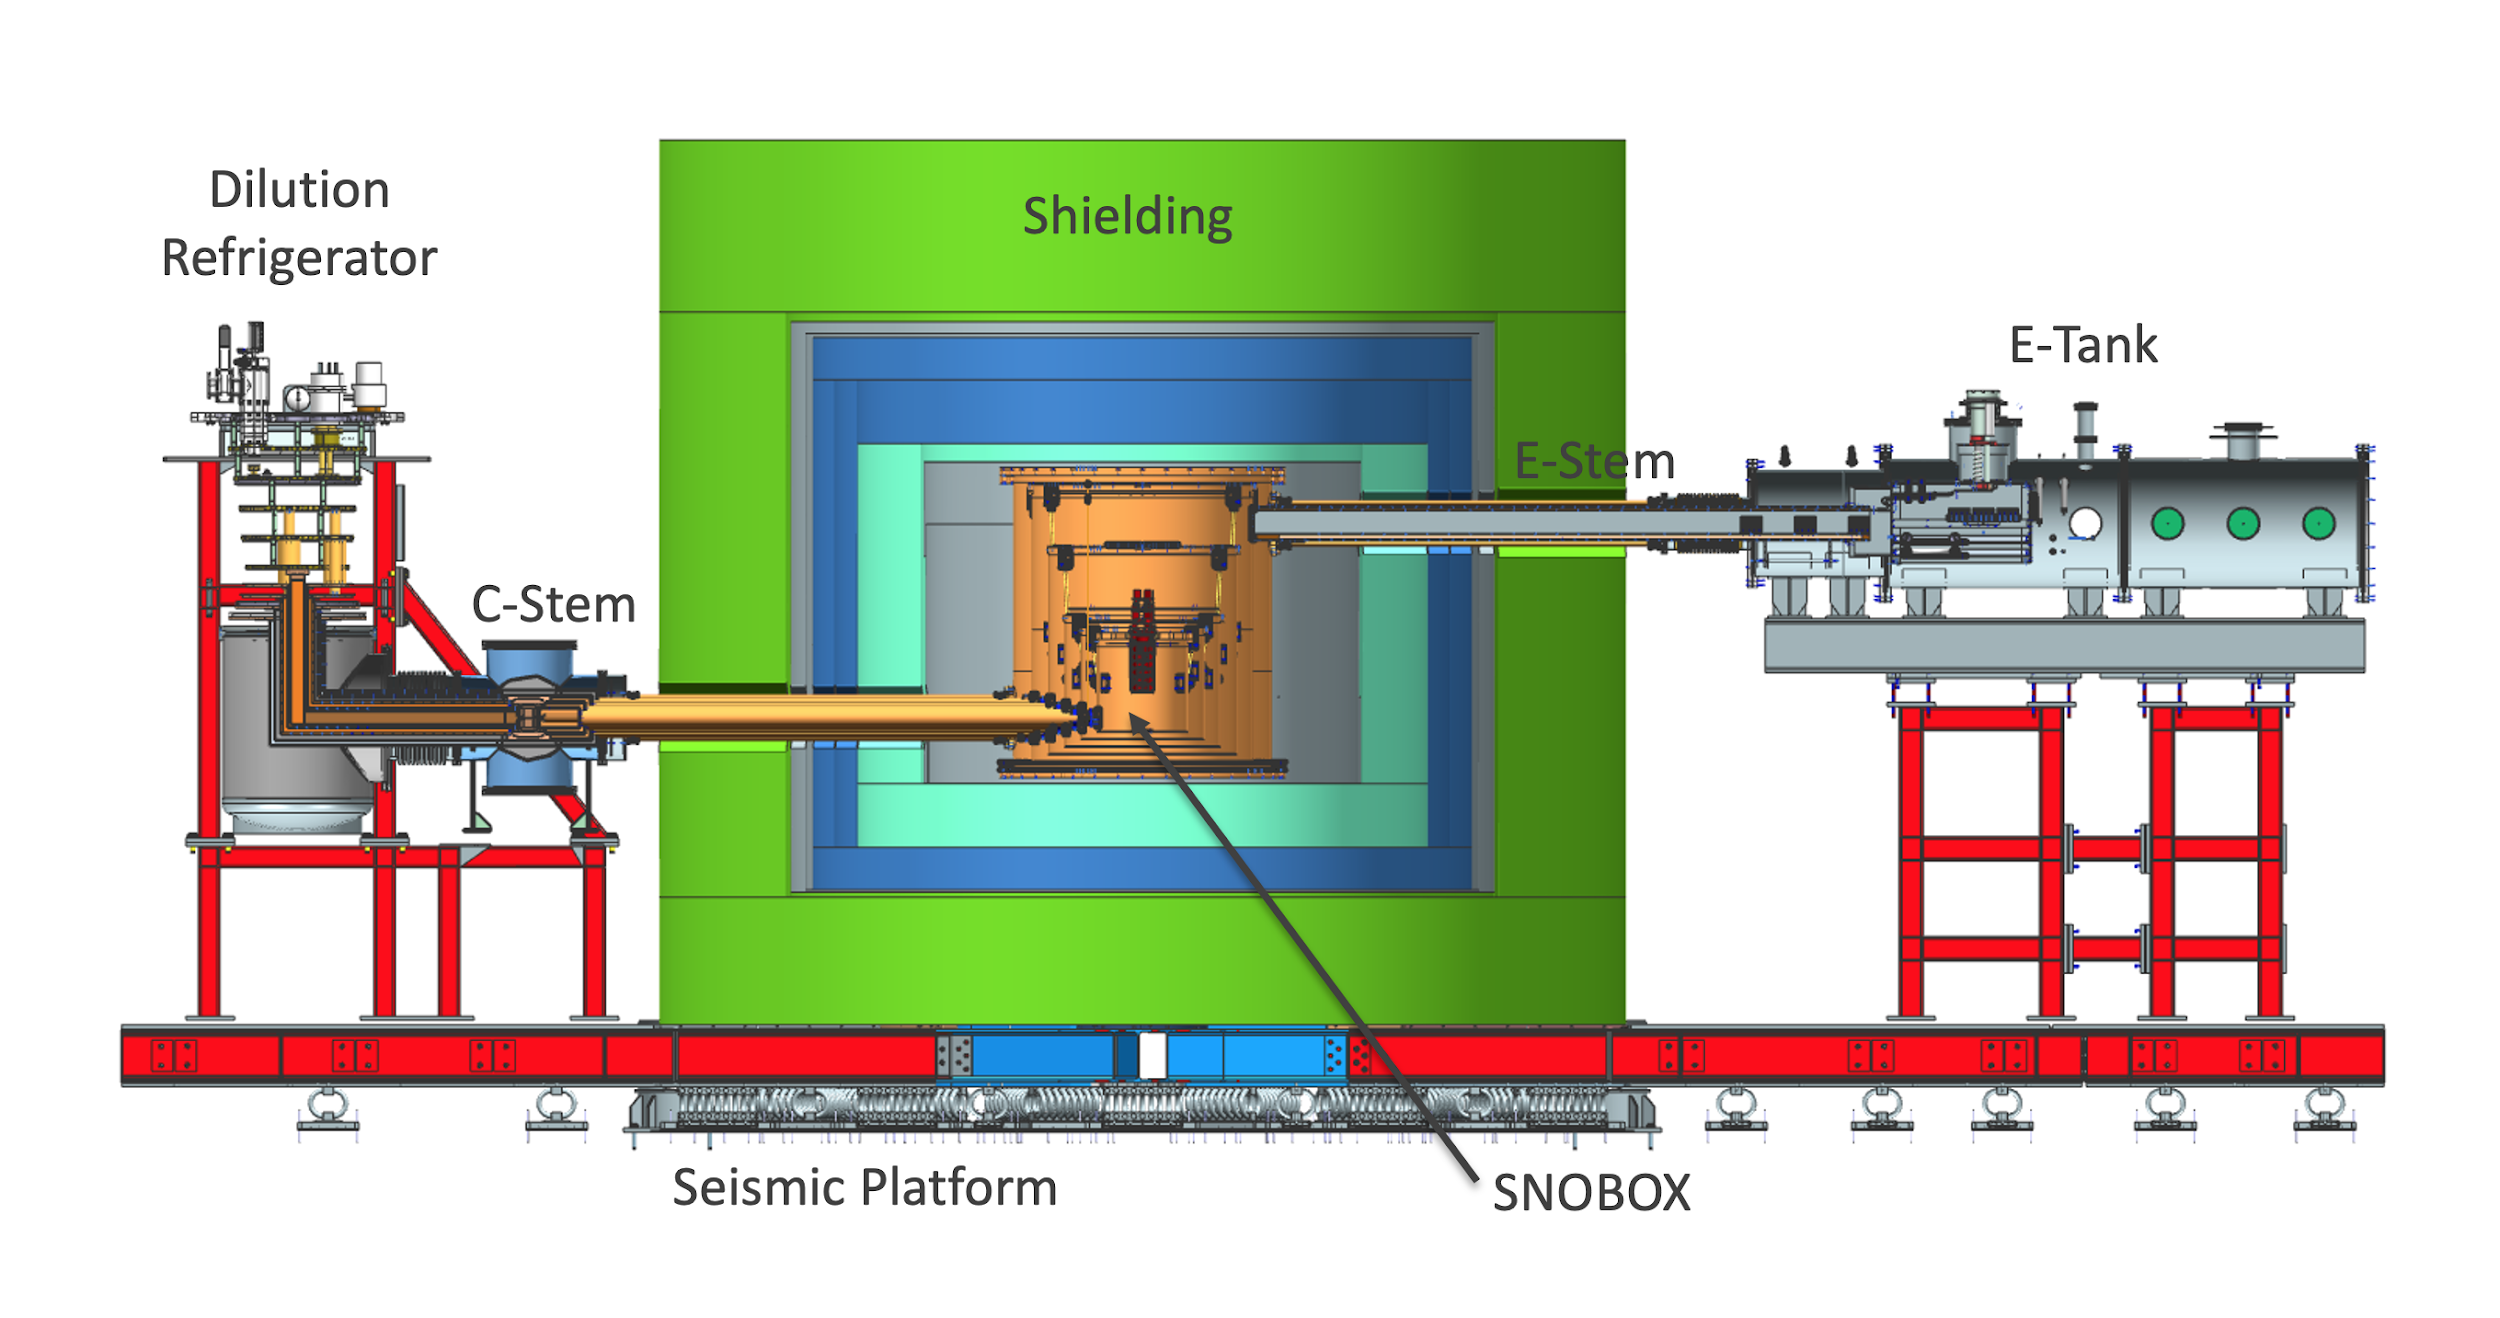 Dilution
Refrigerator
Shielding
E-Tank
E-Stem
C-Stem
Seismic Platform
SNOBOX